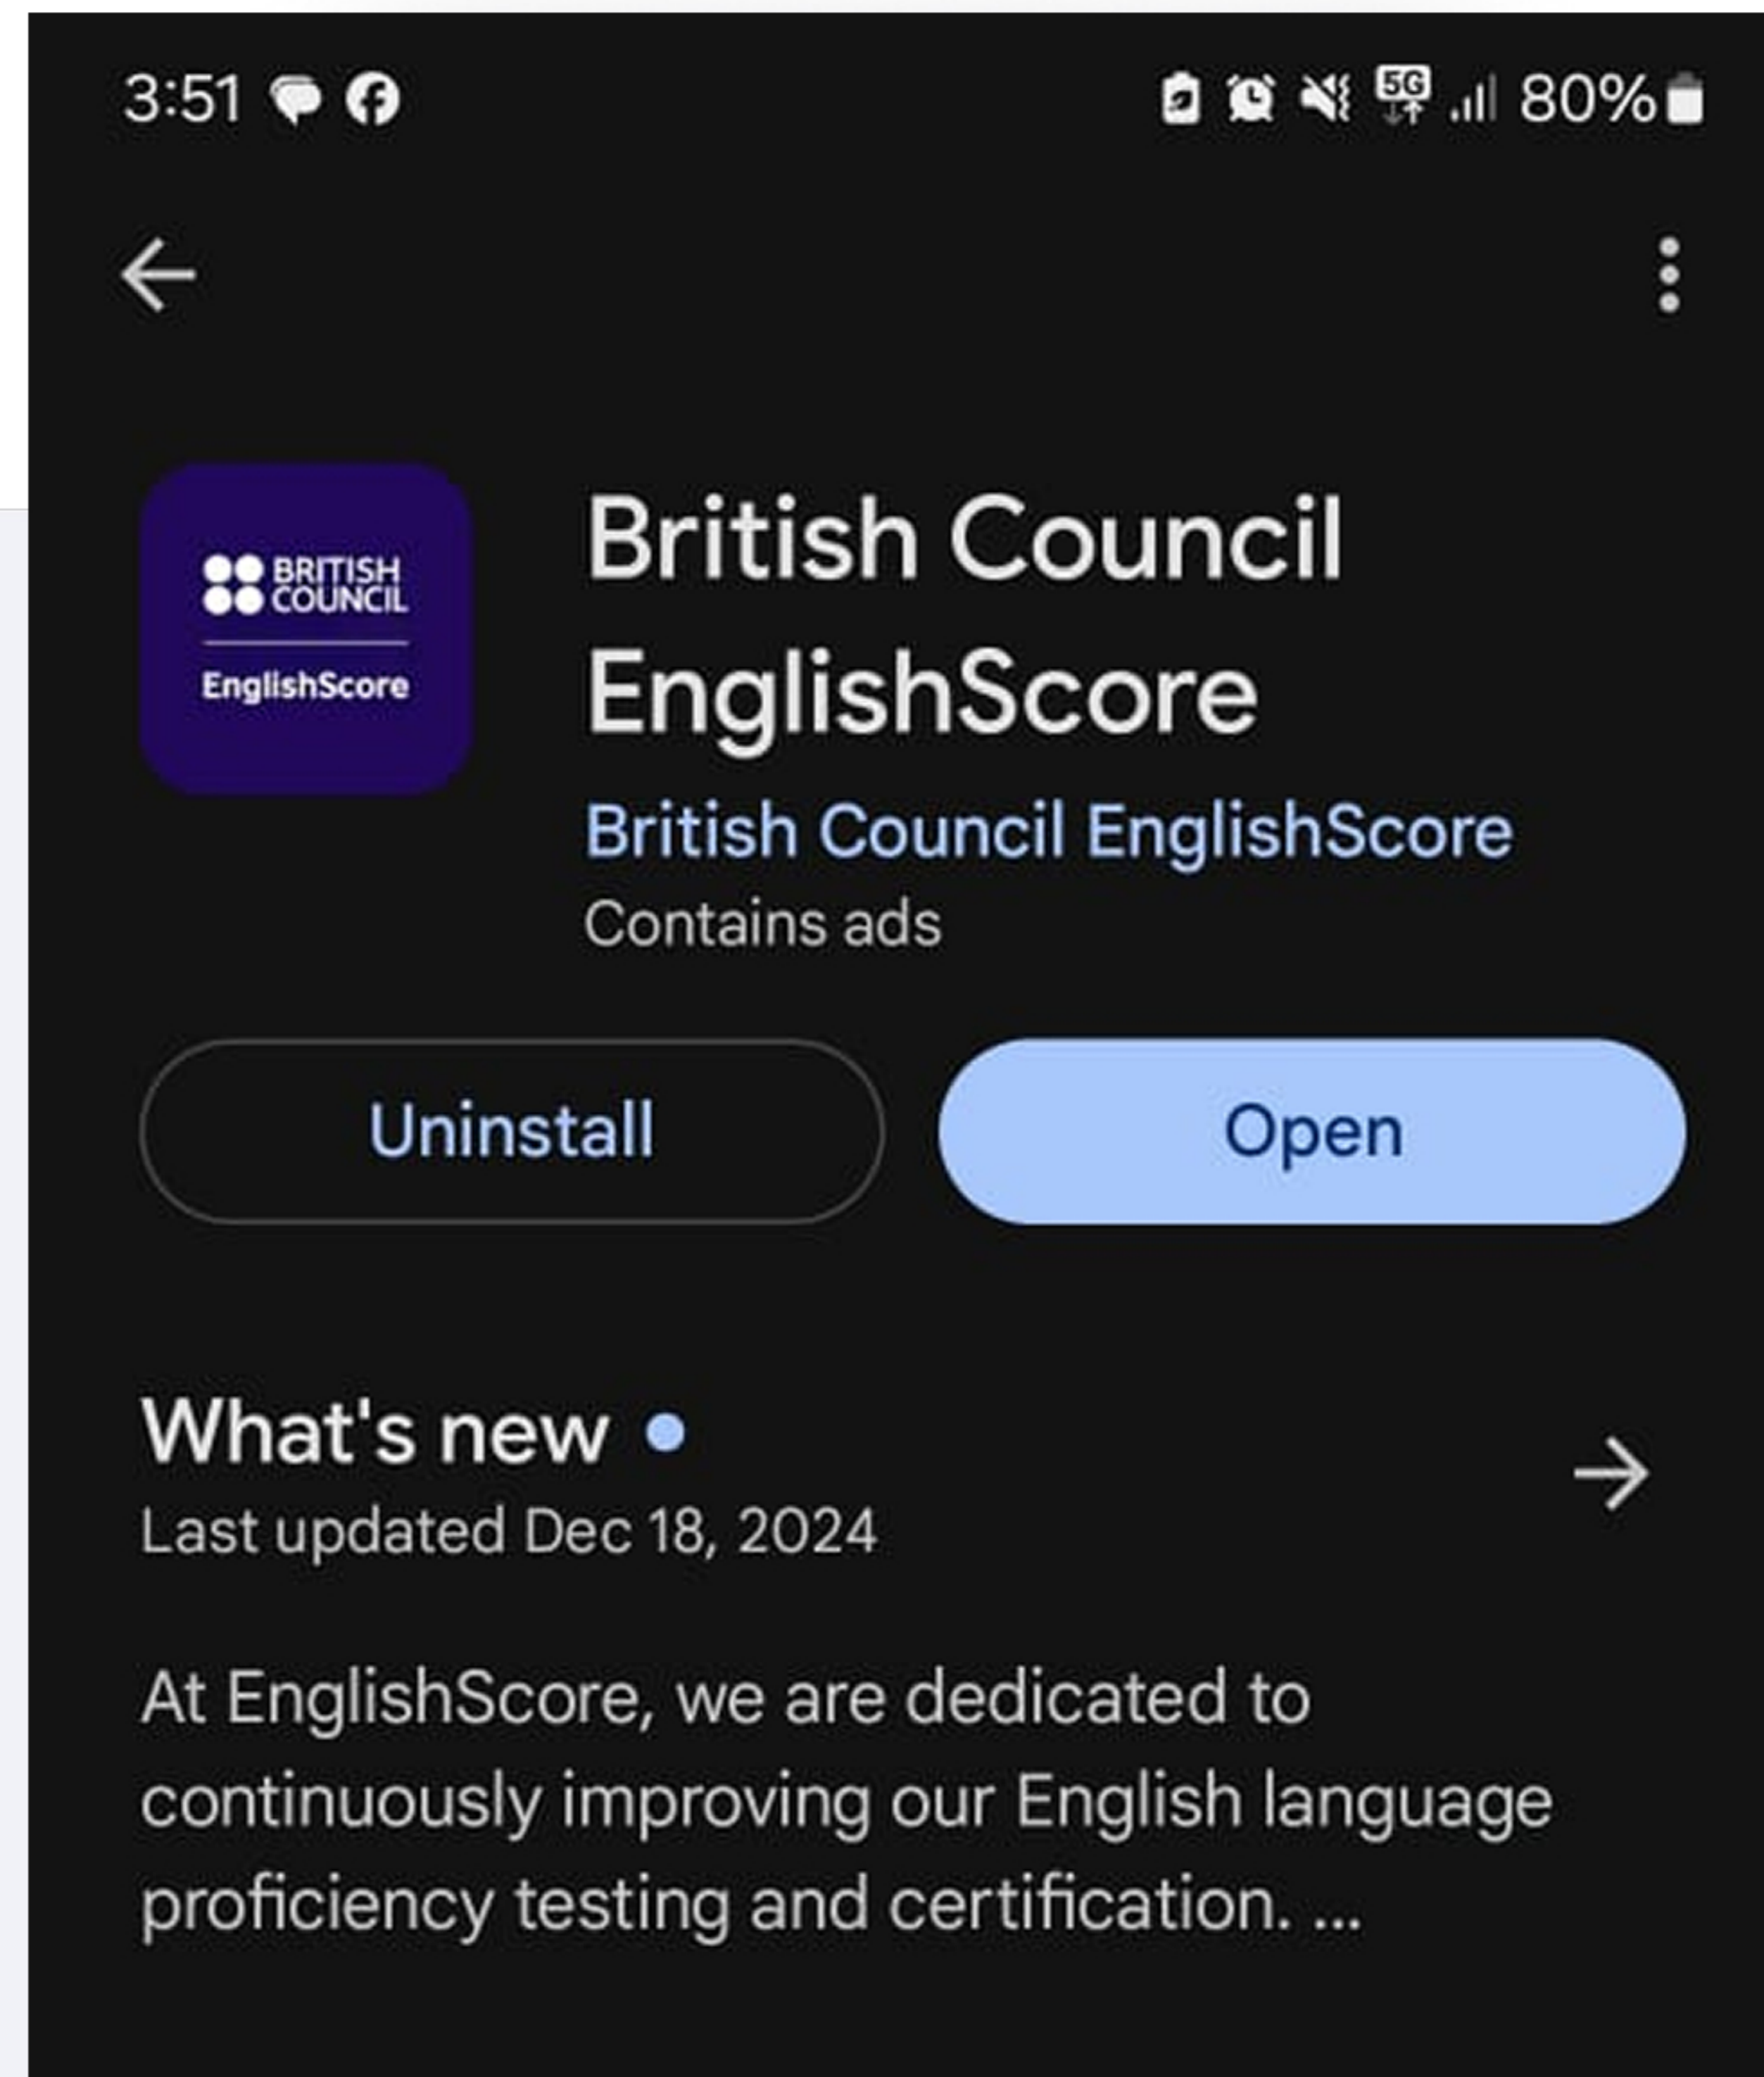 3:51
5G
80%
BRITISH
COUNCIL
EnglishScore
British Council
EnglishScore
British Council EnglishScore
Contains ads
Uninstall
Open
What's new
Last updated Dec 18, 2024
At EnglishScore, we are dedicated to
continuously improving our English language
proficiency testing and certification. ...